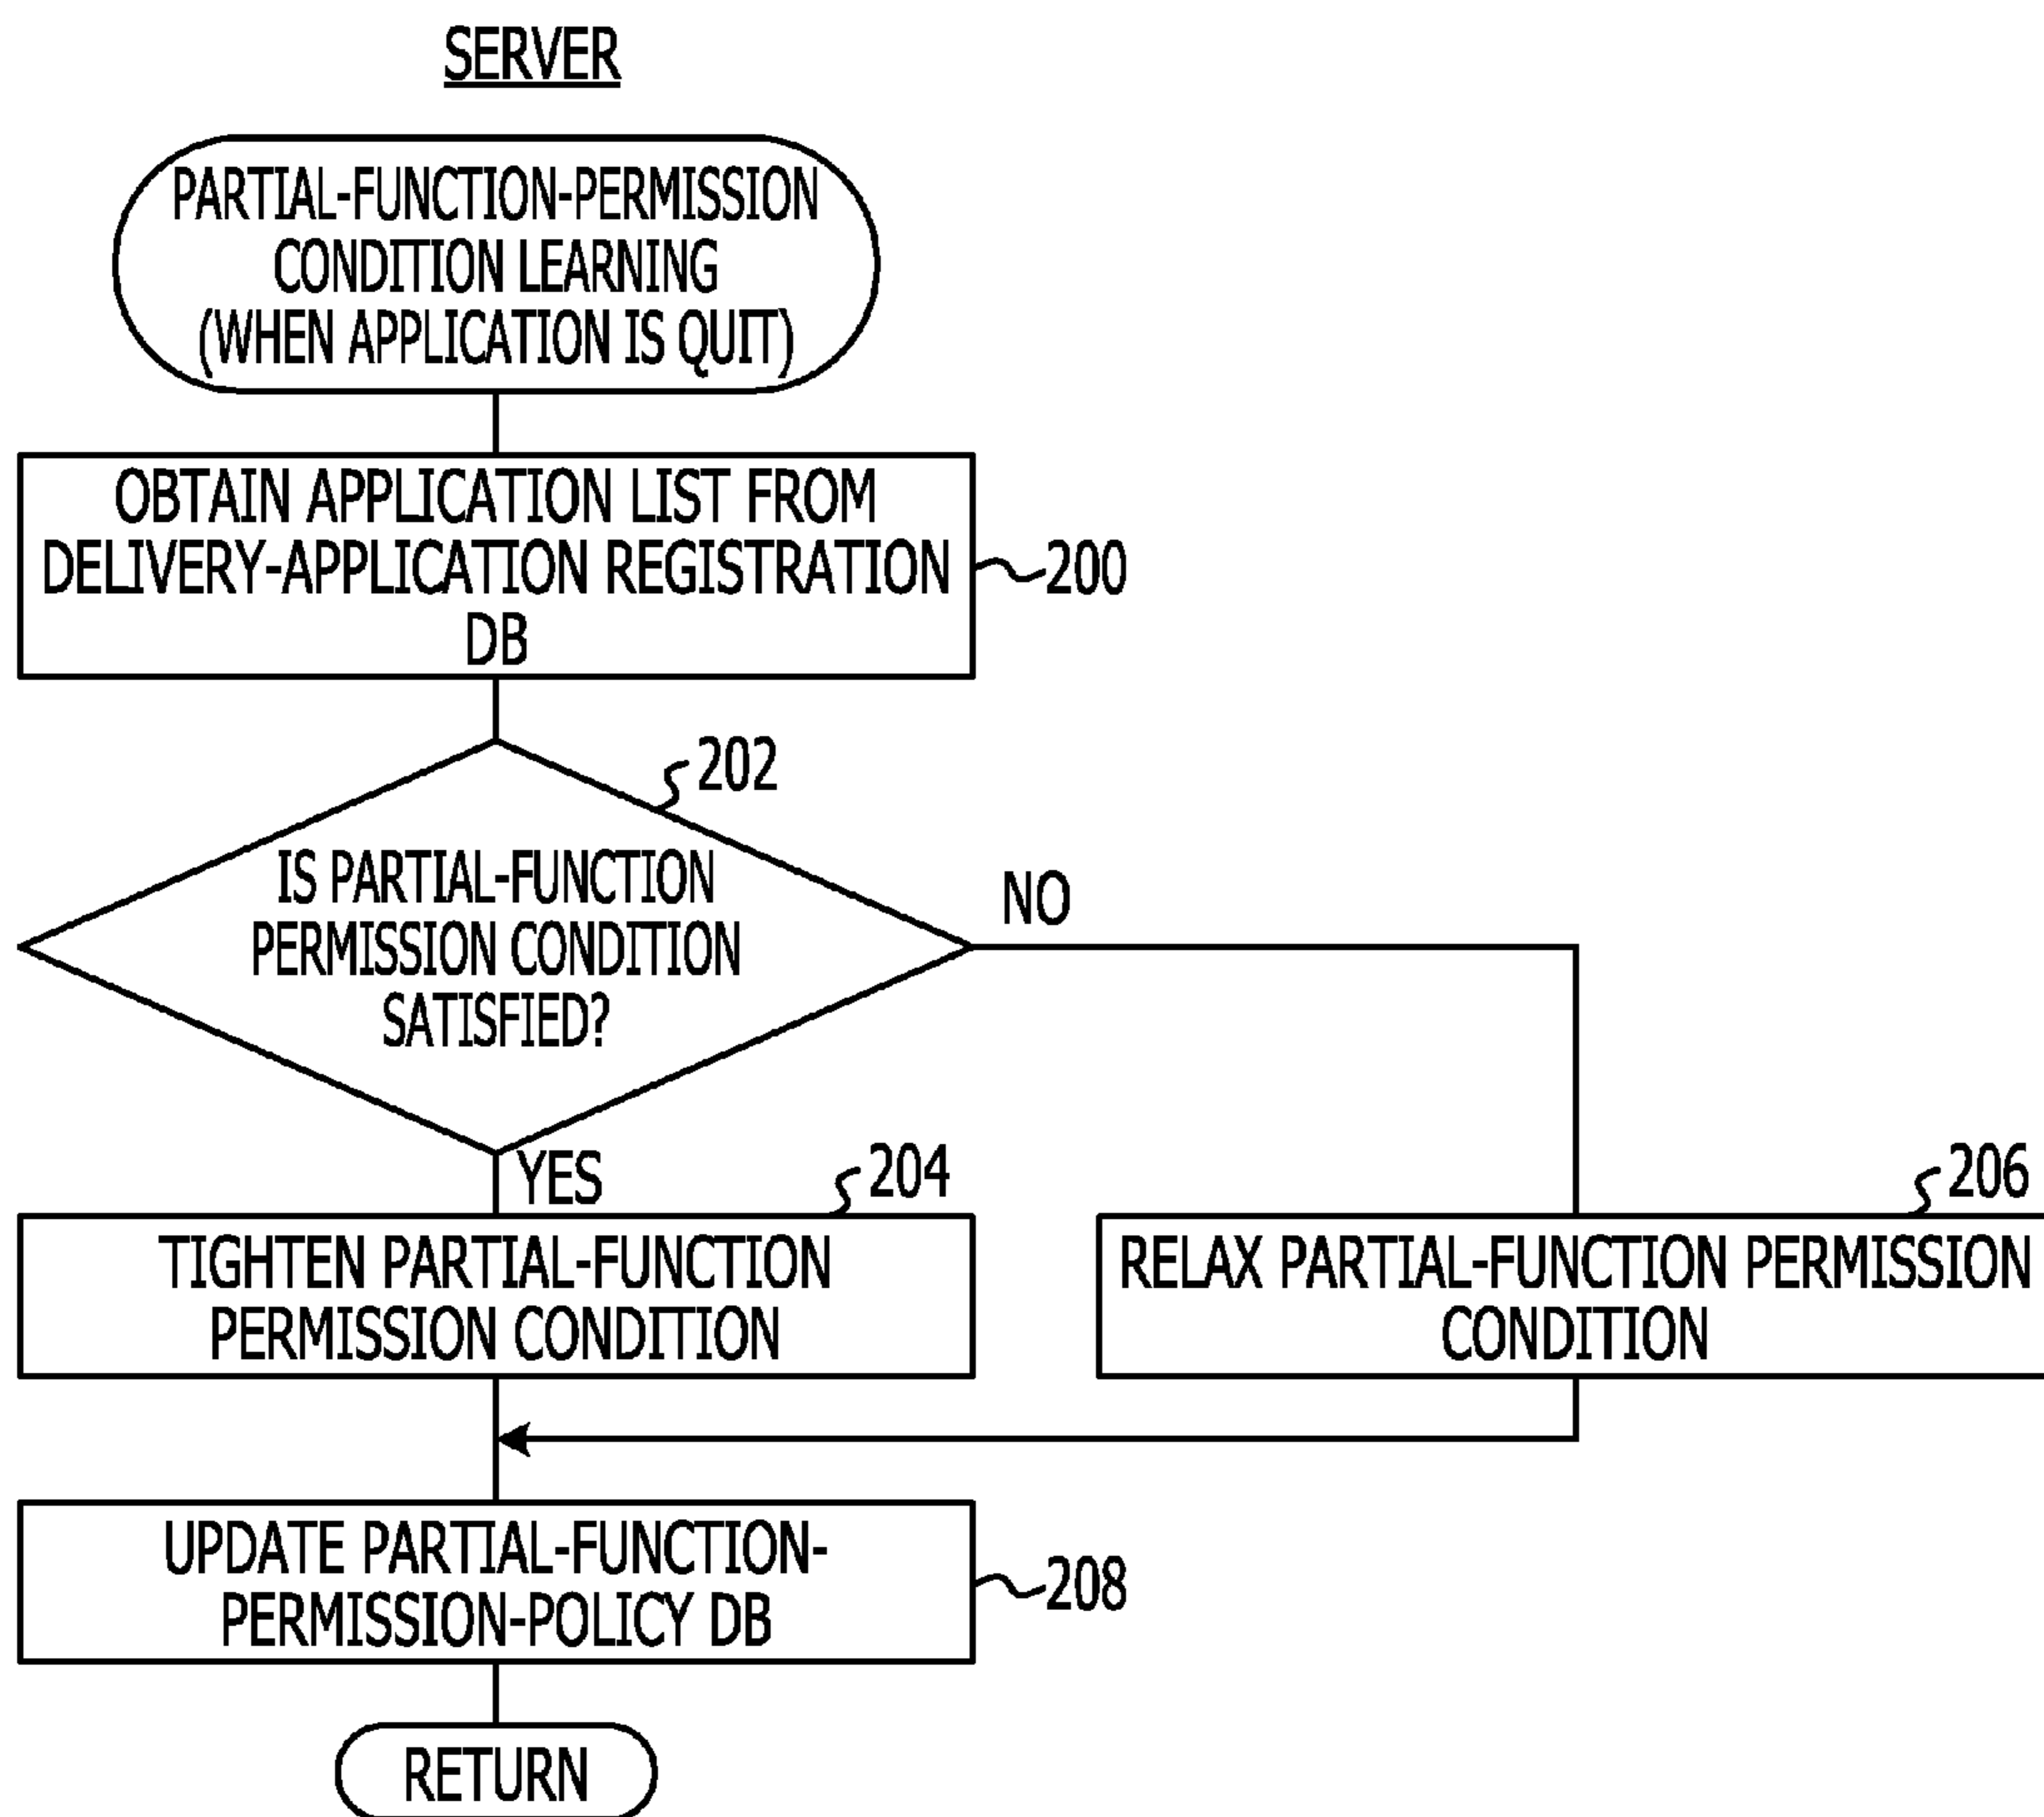 SERVER
PARTIAL-FUNCTION-PERMISSION
CONDITION LEARNING
(WHEN APPLICATION IS QUIT)
OBTAIN APPLICATION LIST FROM
DELIVERY-APPLICATION REGISTRATION
DB
200
202
IS PARTIAL-FUNCTION
PERMISSION CONDITION
SATISFIED?
NO
YES
204
TIGHTEN PARTIAL-FUNCTION
PERMISSION CONDITION
206
RELAX PARTIAL-FUNCTION PERMISSION
CONDITION
UPDATE PARTIAL-FUNCTION-
PERMISSION-POLICY DB
208
RETURN